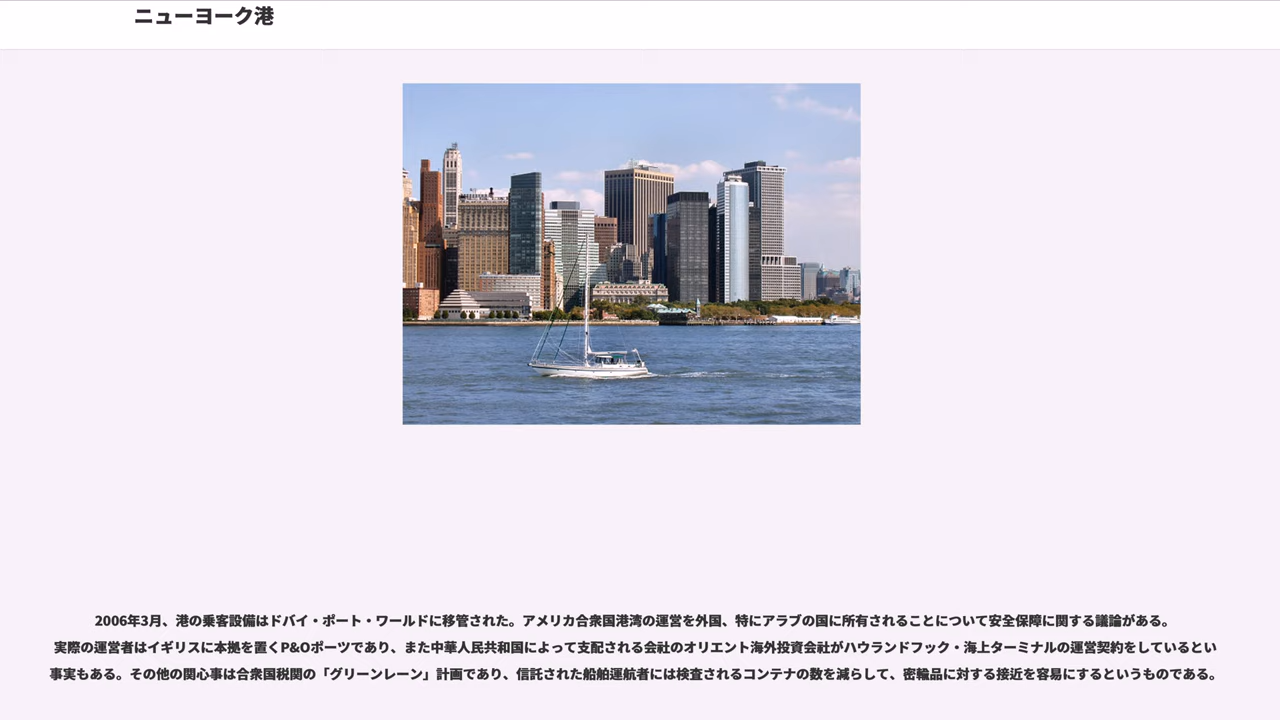 ニューヨーク港
2006年3月、港の乗客設備はドバイ・ポート・ワールドに移管された。アメリカ合衆国港湾の運営を外国、特にアラブの国に所有されることについて安全保障に関する議論がある。
実際の運営者はイギリスに本拠を置くP&Oポーツであり、また中華人民共和国によって支配される会社のオリエント海外投資会社がハウランドフック・海上ターミナルの運営契約をしているとい
事実もある。その他の関心事は合衆国税関の「グリーンレーン」計画であり、信託された船舶運航者には検査されるコンテナの数を減らして、密輸品に対する接近を容易にするというものである。